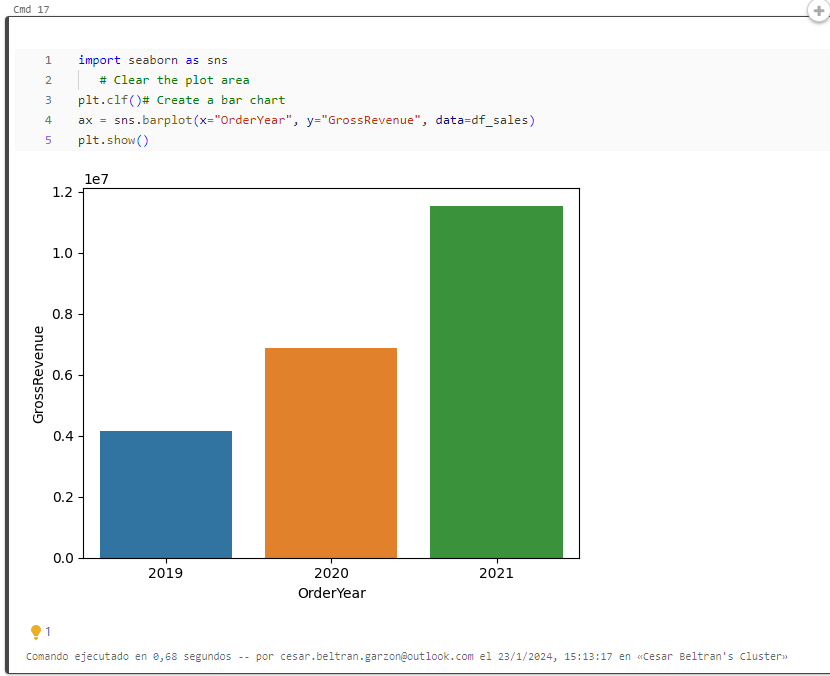 Cmd 17
1 import seaborn as sns
2 # Clear the plot area
3 plt.clf()# Create a bar chart
4 ax = sns.barplot(x="OrderYear", y="GrossRevenue", data=df_sales)
5 plt.show()
1e7
1.2
1.0
0.8
0.6
0.4
0.2
0.0
GrossRevenue
2019 2020 2021
OrderYear
1
Comando ejecutado en 0,68 segundos -- por cesar.beltran.garzon@outlook.com el 23/1/2024, 15:13:17 en «Cesar Beltran's Cluster»